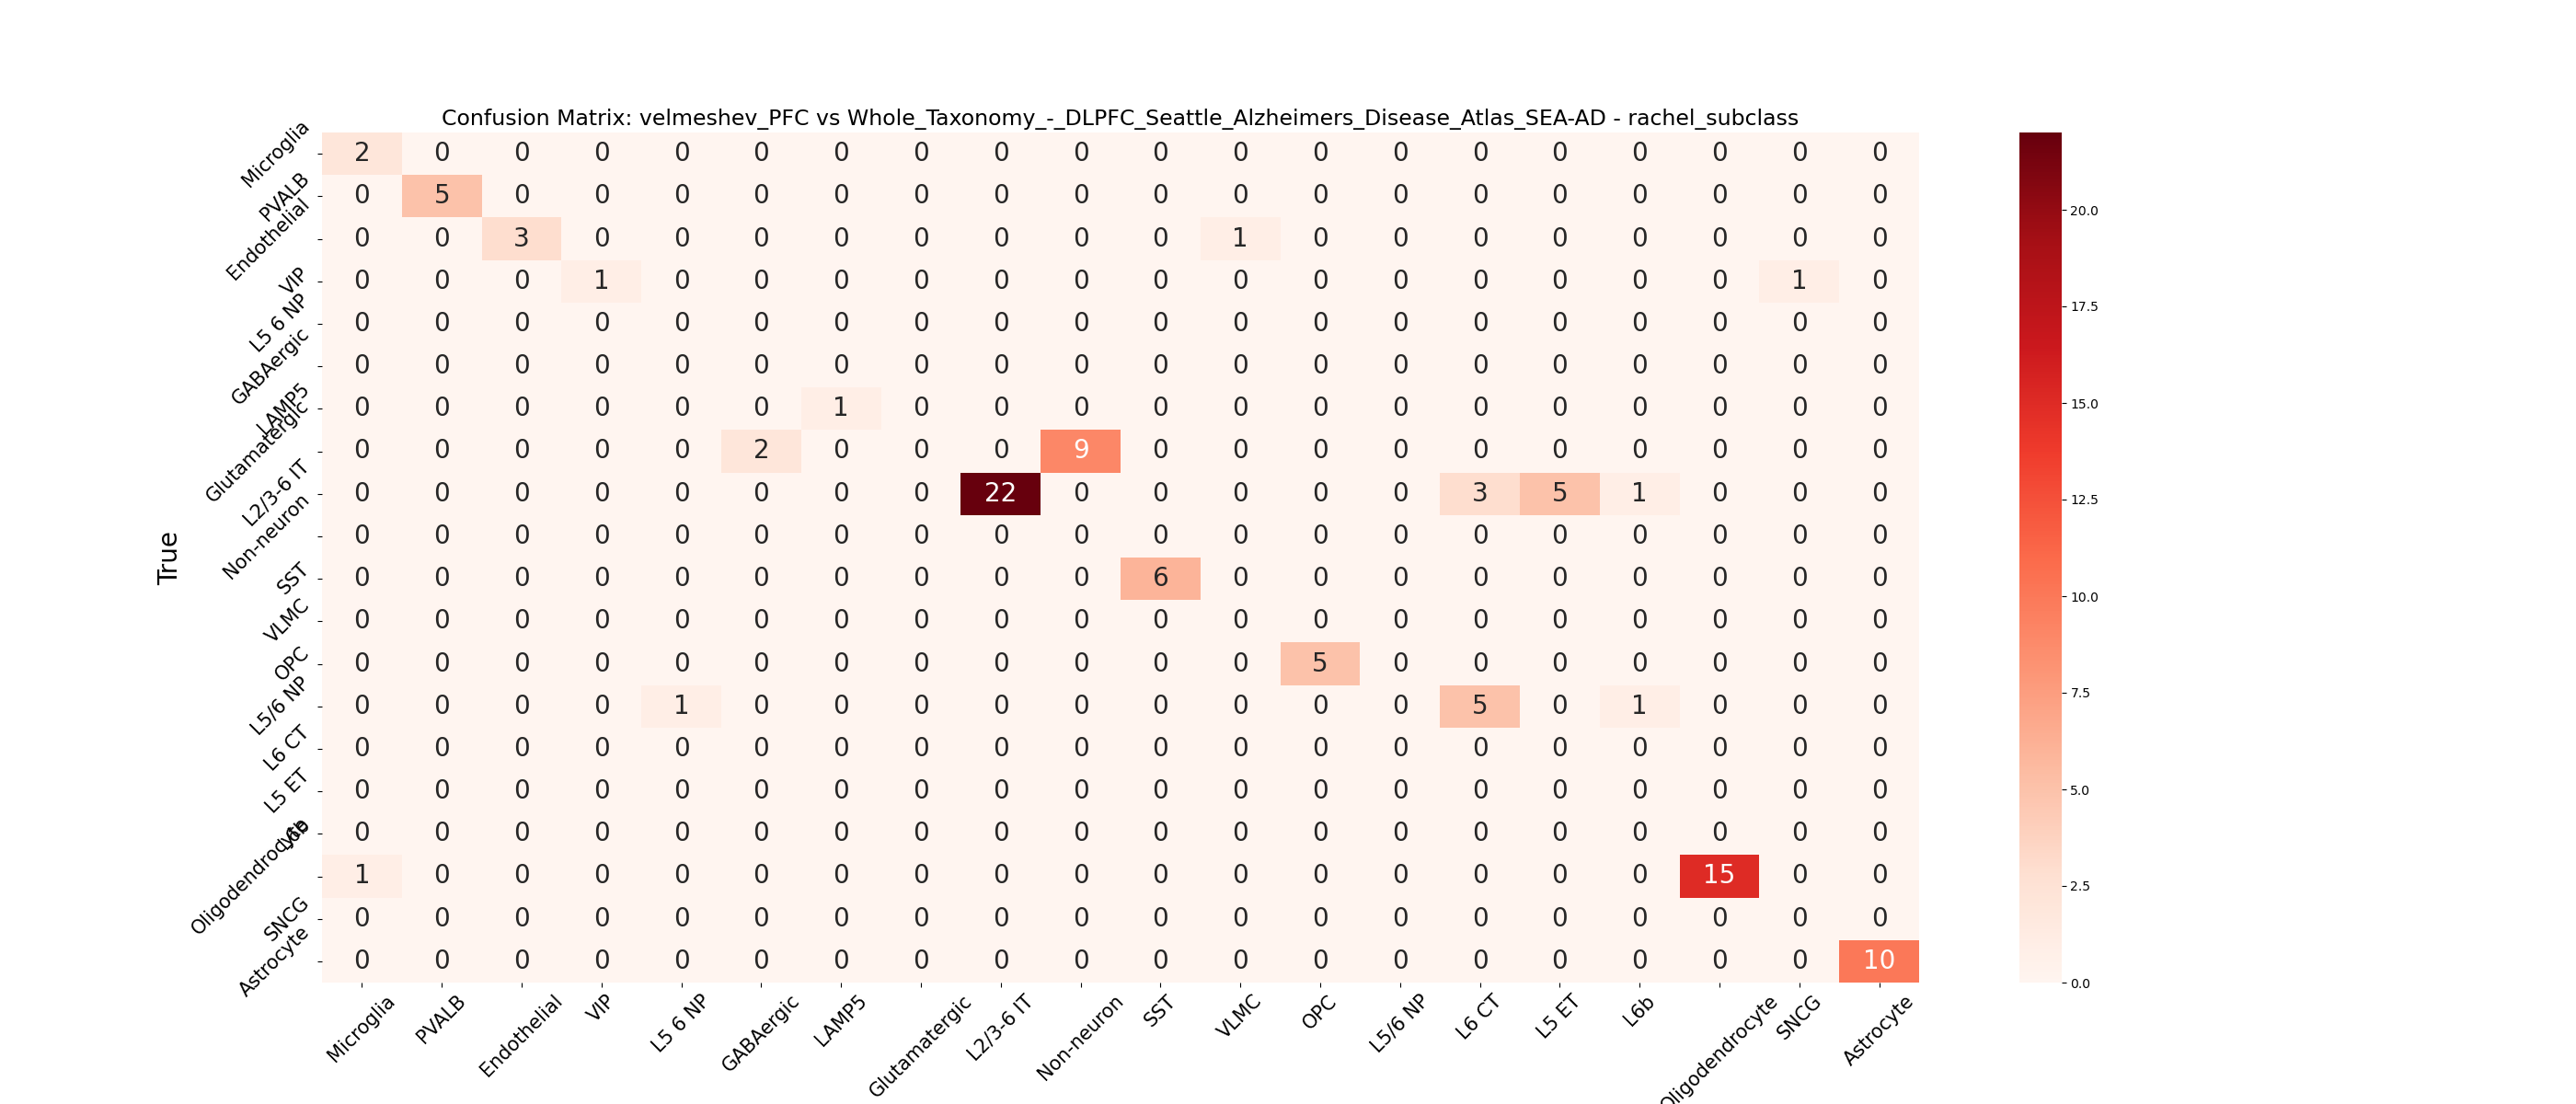 Confusion Matrix: velmeshev_PFC vs Whole_Taxonomy_-_DLPFC_Seattle_Alzheimers_Disease_Atlas_SEA-AD - rachel_subclass
True
Microglia 2 0 0 0 0 0 0 0 0 0 0 0 0 0 0 0 0 0 0 0
PVALB 0 5 0 0 0 0 0 0 0 0 0 0 0 0 0 0 0 0 0 0
Endothelial 0 0 3 0 0 0 0 0 0 0 0 1 0 0 0 0 0 0 0 0
VIP 0 0 0 1 0 0 0 0 0 0 0 0 0 0 0 0 0 0 1 0
L5 6 NP 0 0 0 0 0 0 0 0 0 0 0 0 0 0 0 0 0 0 0 0
GABAergic 0 0 0 0 0 0 0 0 0 0 0 0 0 0 0 0 0 0 0 0
LAMP5 0 0 0 0 0 0 1 0 0 0 0 0 0 0 0 0 0 0 0 0
Glutamatergic 0 0 0 0 0 2 0 0 0 9 0 0 0 0 0 0 0 0 0 0
L2/3-6 IT 0 0 0 0 0 0 0 0 22 0 0 0 0 0 3 5 1 0 0 0
Non-neuron 0 0 0 0 0 0 0 0 0 0 0 0 0 0 0 0 0 0 0 0
SST 0 0 0 0 0 0 0 0 0 0 6 0 0 0 0 0 0 0 0 0
VLMC 0 0 0 0 0 0 0 0 0 0 0 0 0 0 0 0 0 0 0 0
OPC 0 0 0 0 0 0 0 0 0 0 0 0 5 0 0 0 0 0 0 0
L5/6 NP 0 0 0 0 1 0 0 0 0 0 0 0 0 0 5 0 1 0 0 0
L6 CT 0 0 0 0 0 0 0 0 0 0 0 0 0 0 0 0 0 0 0 0
L5 ET 0 0 0 0 0 0 0 0 0 0 0 0 0 0 0 0 0 0 0 0
L6b 0 0 0 0 0 0 0 0 0 0 0 0 0 0 0 0 0 0 0 0
Oligodendrocyte 1 0 0 0 0 0 0 0 0 0 0 0 0 0 0 0 0 15 0 0
SNCG 0 0 0 0 0 0 0 0 0 0 0 0 0 0 0 0 0 0 0 0
Astrocyte 0 0 0 0 0 0 0 0 0 0 0 0 0 0 0 0 0 0 0 10
Microglia PVALB Endothelial VIP L5 6 NP GABAergic LAMP5 Glutamatergic L2/3-6 IT Non-neuron SST VLMC OPC L5/6 NP L6 CT L5 ET L6b Oligodendrocyte SNCG Astrocyte
20.0
17.5
15.0
12.5
10.0
7.5
5.0
2.5
0.0